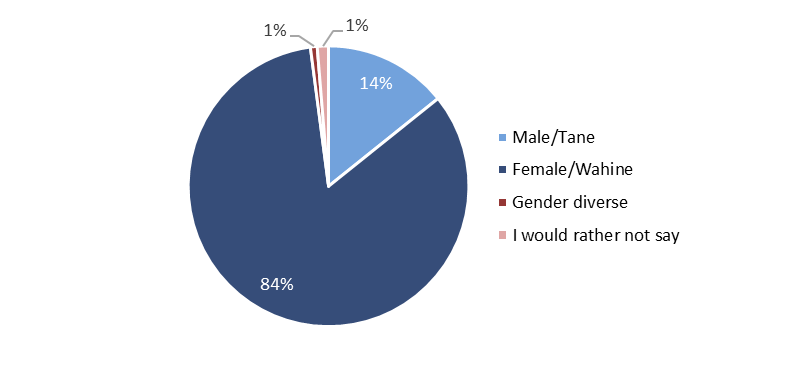 1%
1%
14%
84%
Male/Tane
Female/Wahine
Gender diverse
I would rather not say